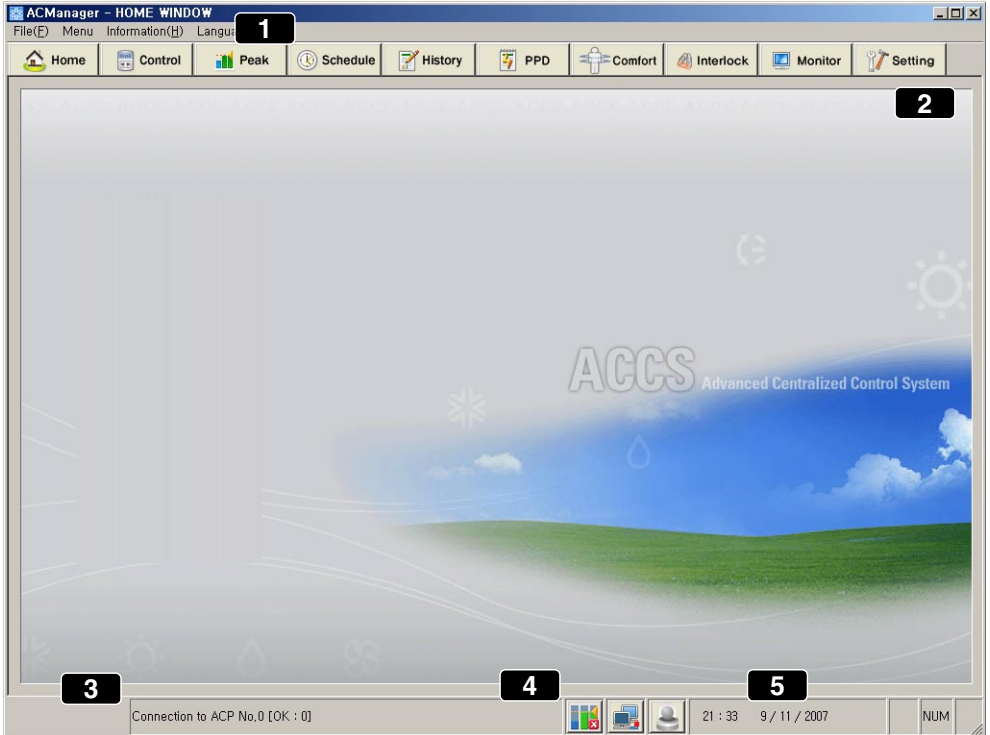 ACManager - HOME WINDOW
File(F) Menu Information(H) Langua
1
Home Control Peak Schedule History PPD Comfort Interlock Monitor Setting
2
ACCS Advanced Centralized Control System
3 4 5
Connection to ACP No,0 [OK : 0] 21 : 33 9 / 11 / 2007 NUM